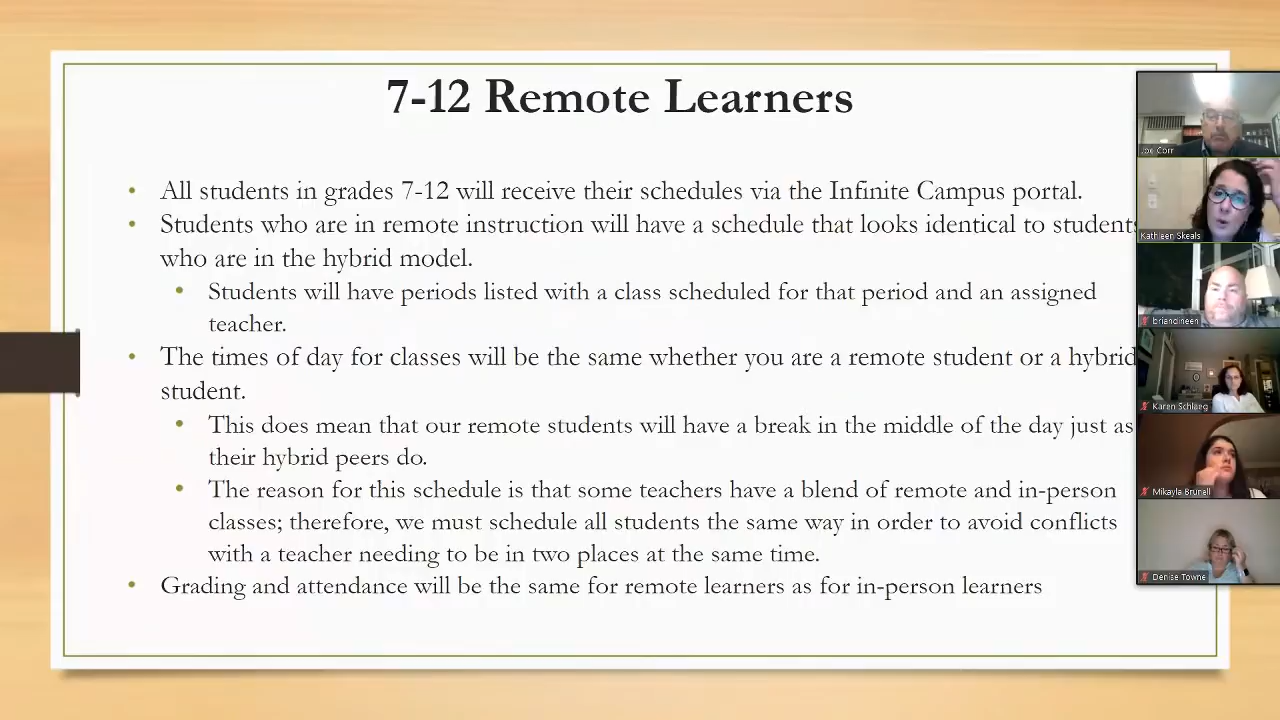 7-12 Remote Learners
All students in grades 7-12 will receive their schedules via the Infinite Campus portal.
Students who are in remote instruction will have a schedule that looks identical to students
who are in the hybrid model.
Students will have periods listed with a class scheduled for that period and an assigned
teacher.
The times of day for classes will be the same whether you are a remote student or a hybrid
student.
This does mean that our remote students will have a break in the middle of the day just as
their hybrid peers do.
The reason for this schedule is that some teachers have a blend of remote and in-person
classes; therefore, we must schedule all students the same way in order to avoid conflicts
with a teacher needing to be in two places at the same time.
Grading and attendance will be the same for remote learners as for in-person learners
Joe Corr
Kathleen Skeals
briandineen
Karen Schlaeg
Mikayla Brunell
Denise Towne